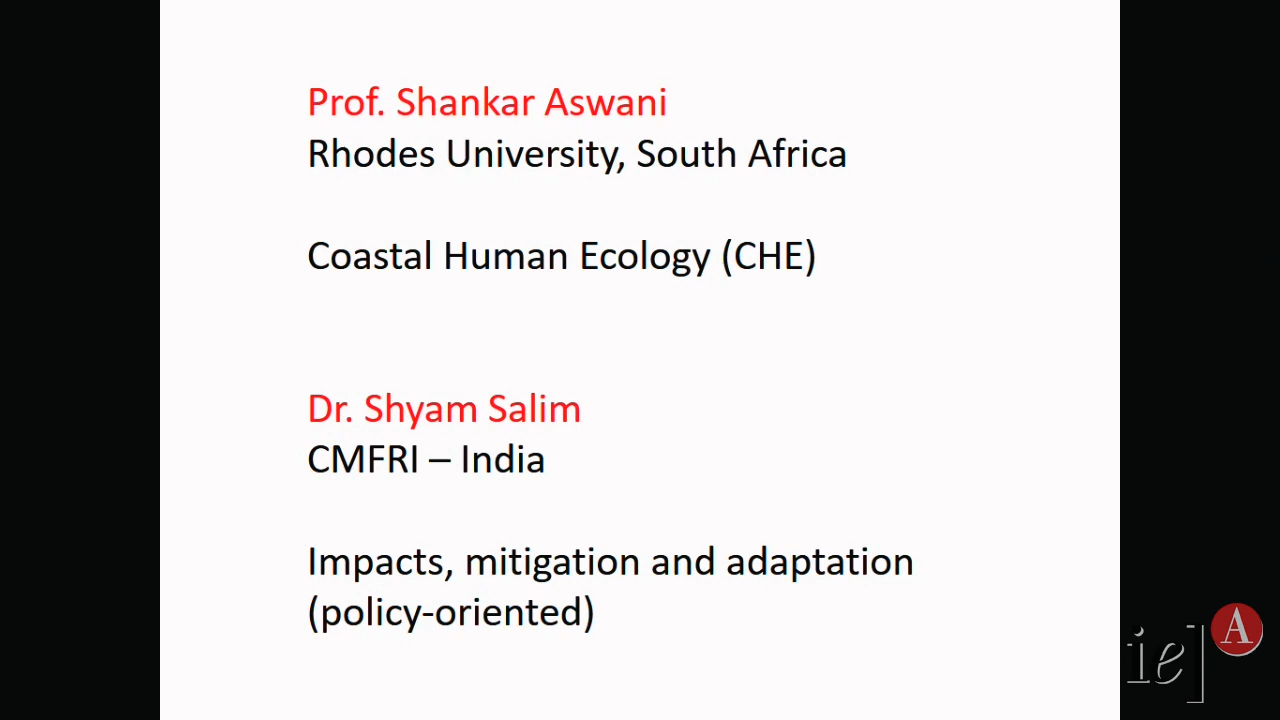 Prof. Shankar Aswani
Rhodes University, South Africa
Coastal Human Ecology (CHE)
Dr. Shyam Salim
CMFRI – India
Impacts, mitigation and adaptation
(policy-oriented)
ie]
A